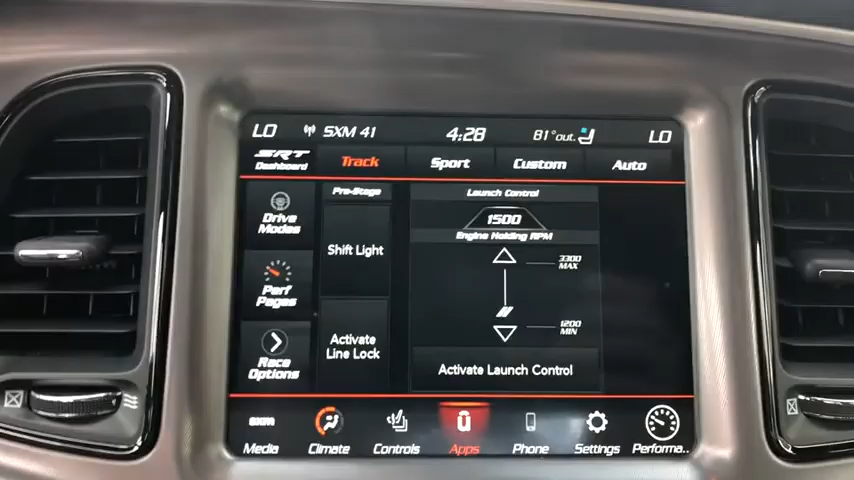 LO SXM 41 4:28 81° out. LO
SRT
Dashboard
Track Sport Custom Auto
Drive
Modes
Perf
Pages
Race
Options
Pre-Stage
Shift Light
Activate
Line Lock
Launch Control
1500
Engine Holding RPM
3300
MAX
1200
MIN
Activate Launch Control
SXM
Media Climate Controls Apps Phone Settings Performa..